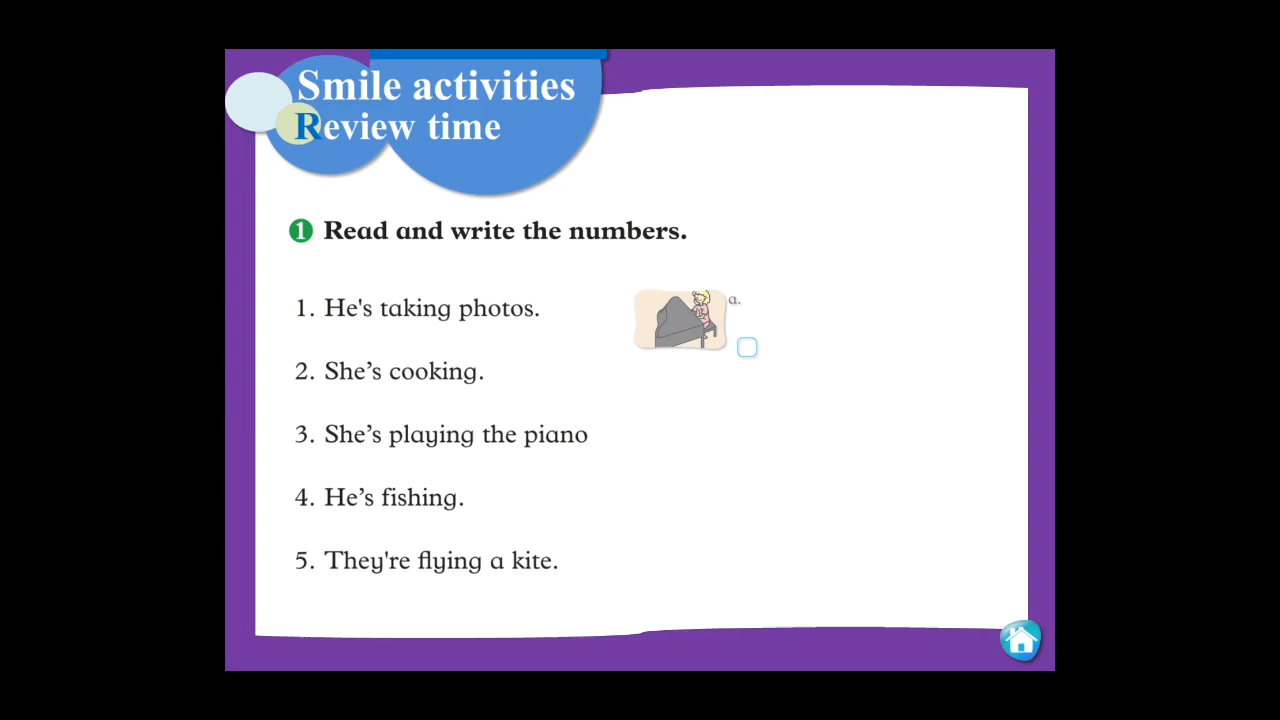 Smile activities
Review time
1 Read and write the numbers.
1. He's taking photos.
a.
2. She’s cooking.
3. She’s playing the piano
4. He’s fishing.
5. They're flying a kite.